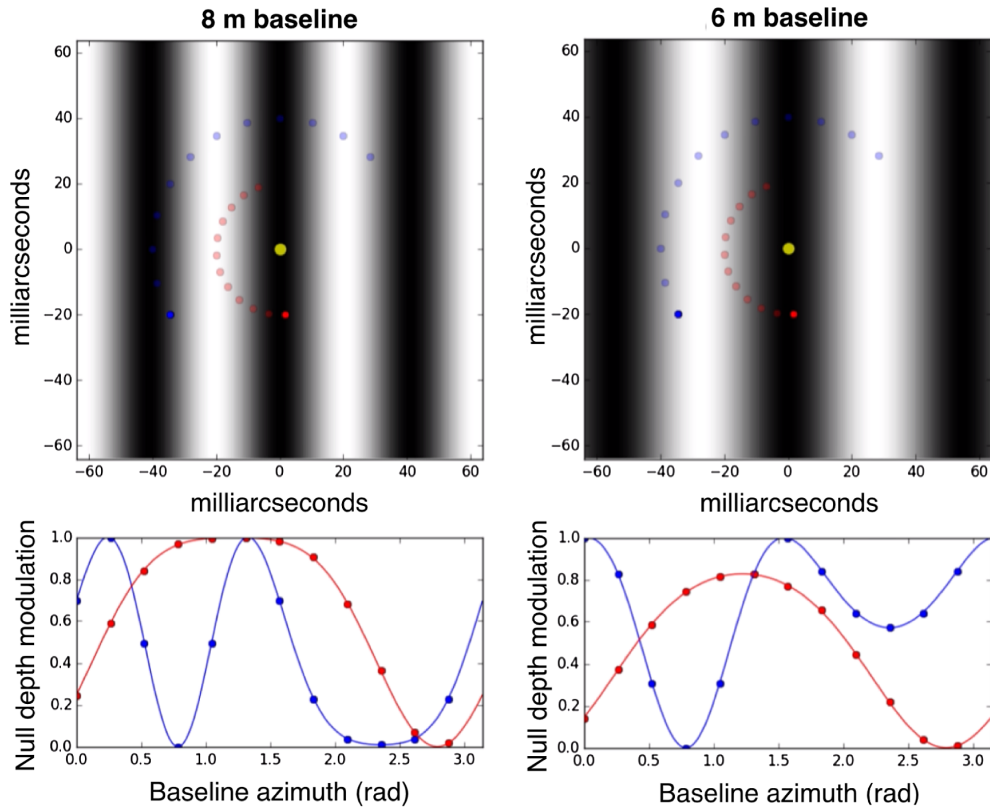 8 m baseline
6 m baseline
milliarcseconds
60
40
20
0
−20
−40
−60
−60 −40 −20 0 20 40 60
milliarcseconds
milliarcseconds
60
40
20
0
−20
−40
−60
−60 −40 −20 0 20 40 60
milliarcseconds
Null depth modulation
1.0
0.8
0.6
0.4
0.2
0.0
0.0 0.5 1.0 1.5 2.0 2.5 3.0
Baseline azimuth (rad)
Null depth modulation
1.0
0.8
0.6
0.4
0.2
0.0
0.0 0.5 1.0 1.5 2.0 2.5 3.0
Baseline azimuth (rad)